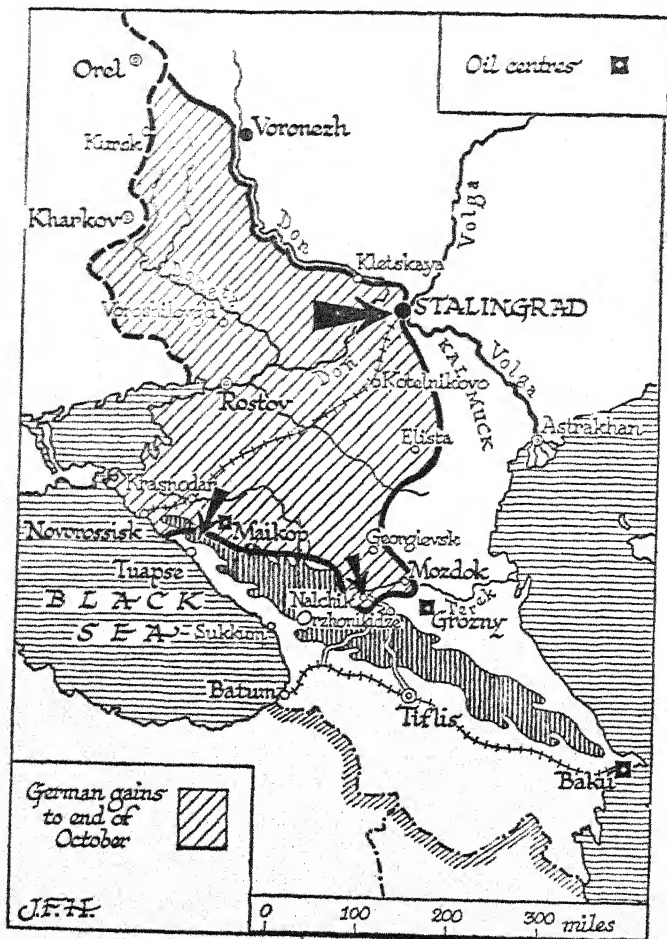 Orel
Oil centres
Voronezh
Kursk
Kharkov
Don
Volga
Kletskaya
Donetz
STALINGRAD
Voroshilovgrad
Don
KALMUCK
Volga
Kotelnikovo
Rostov
Astrakhan
Elista
Krasnodar
Novorossisk
Maikop
Georgievsk
Tuapse
Mozdok
BLACK
Nalchik
Terek
Grozny
Orzhonikidze
SEA
Sukkum
Batum
Tiflis
Baku
German gains
to end of
October
J.F.H.
0 100 200 300 miles